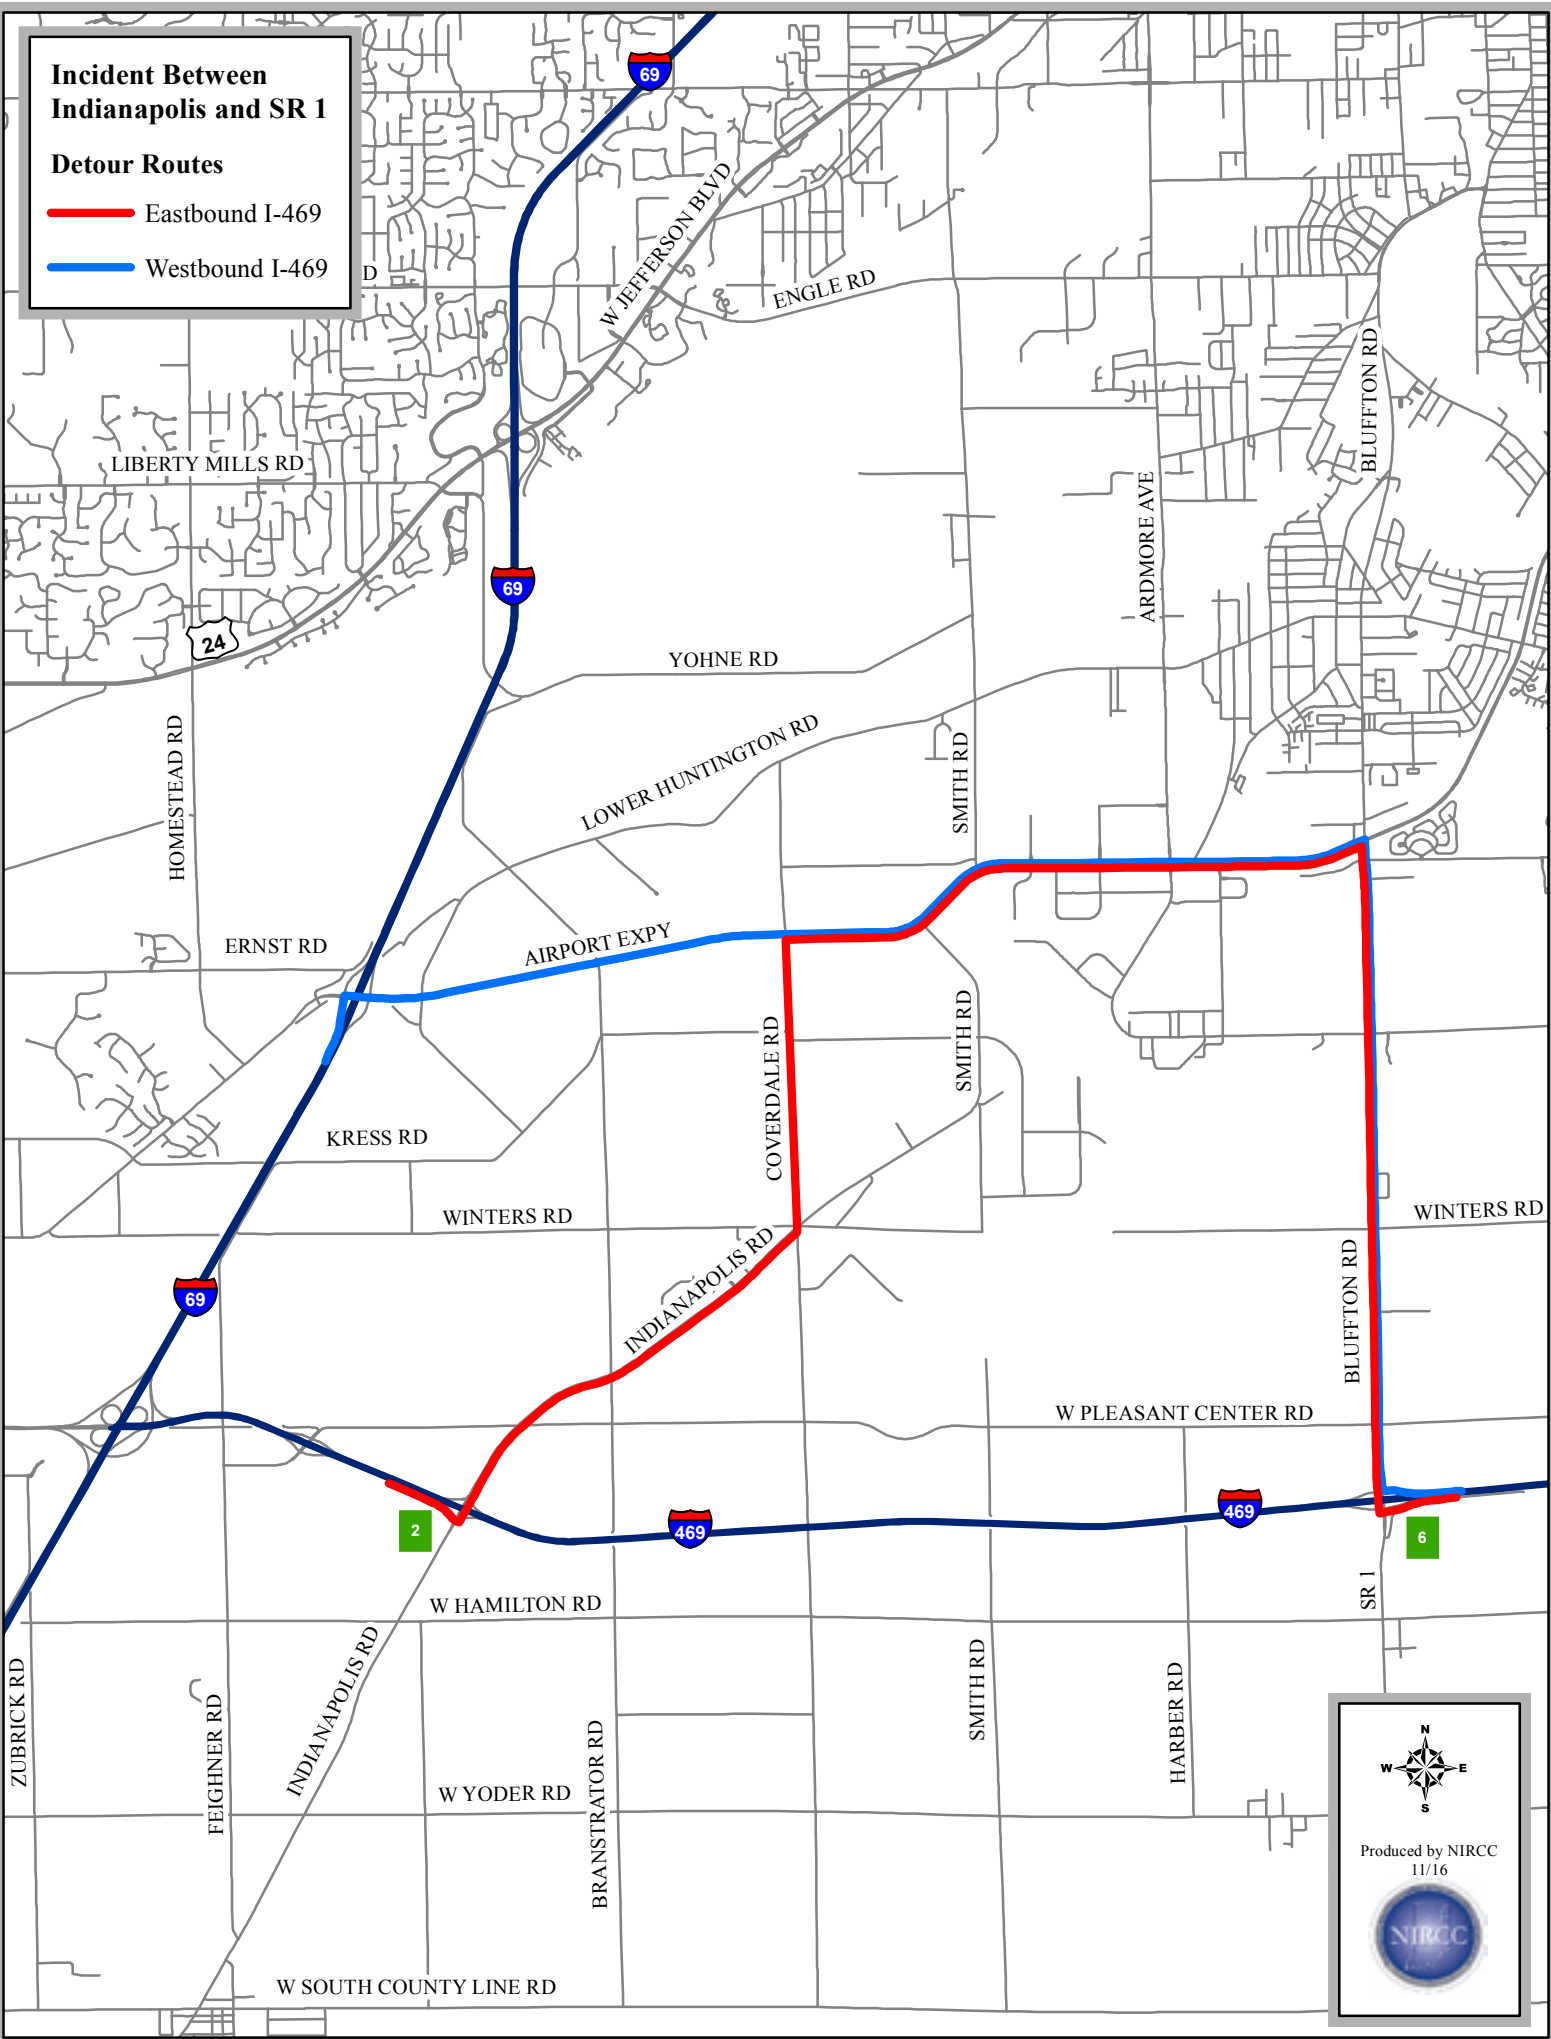 Incident Between
Indianapolis and SR 1
Detour Routes
Eastbound I-469
Westbound I-469
69
D
W JEFFERSON BLVD
ENGLE RD
BLUFFTON RD
LIBERTY MILLS RD
ARDMORE AVE
69
24
YOHNE RD
HOMESTEAD RD
LOWER HUNTINGTON RD
SMITH RD
ERNST RD
AIRPORT EXPY
COVERDALE RD
SMITH RD
KRESS RD
WINTERS RD
WINTERS RD
INDIANAPOLIS RD
BLUFFTON RD
69
W PLEASANT CENTER RD
2
469
469
6
SR 1
W HAMILTON RD
ZUBRICK RD
FEIGHNER RD
INDIANAPOLIS RD
BRANSTRATOR RD
SMITH RD
HARBER RD
W YODER RD
W SOUTH COUNTY LINE RD
N
W E
S
Produced by NIRCC
11/16
NIRCC